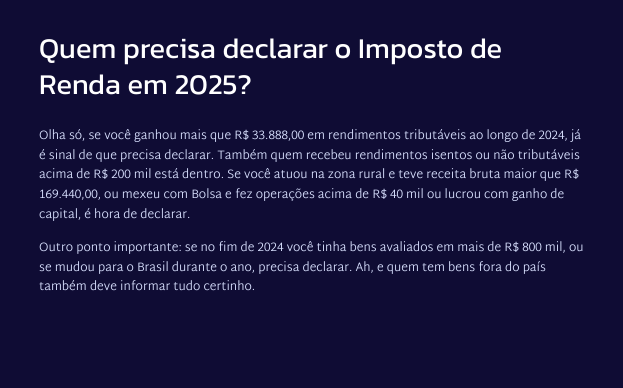 Quem precisa declarar o Imposto de
Renda em 2025?
Olha só, se você ganhou mais que R$ 33.888,00 em rendimentos tributáveis ao longo de 2024, já
é sinal de que precisa declarar. Também quem recebeu rendimentos isentos ou não tributáveis
acima de R$ 200 mil está dentro. Se você atuou na zona rural e teve receita bruta maior que R$
169.440,00, ou mexeu com Bolsa e fez operações acima de R$ 40 mil ou lucrou com ganho de
capital, é hora de declarar.
Outro ponto importante: se no fim de 2024 você tinha bens avaliados em mais de R$ 800 mil, ou
se mudou para o Brasil durante o ano, precisa declarar. Ah, e quem tem bens fora do país
também deve informar tudo certinho.